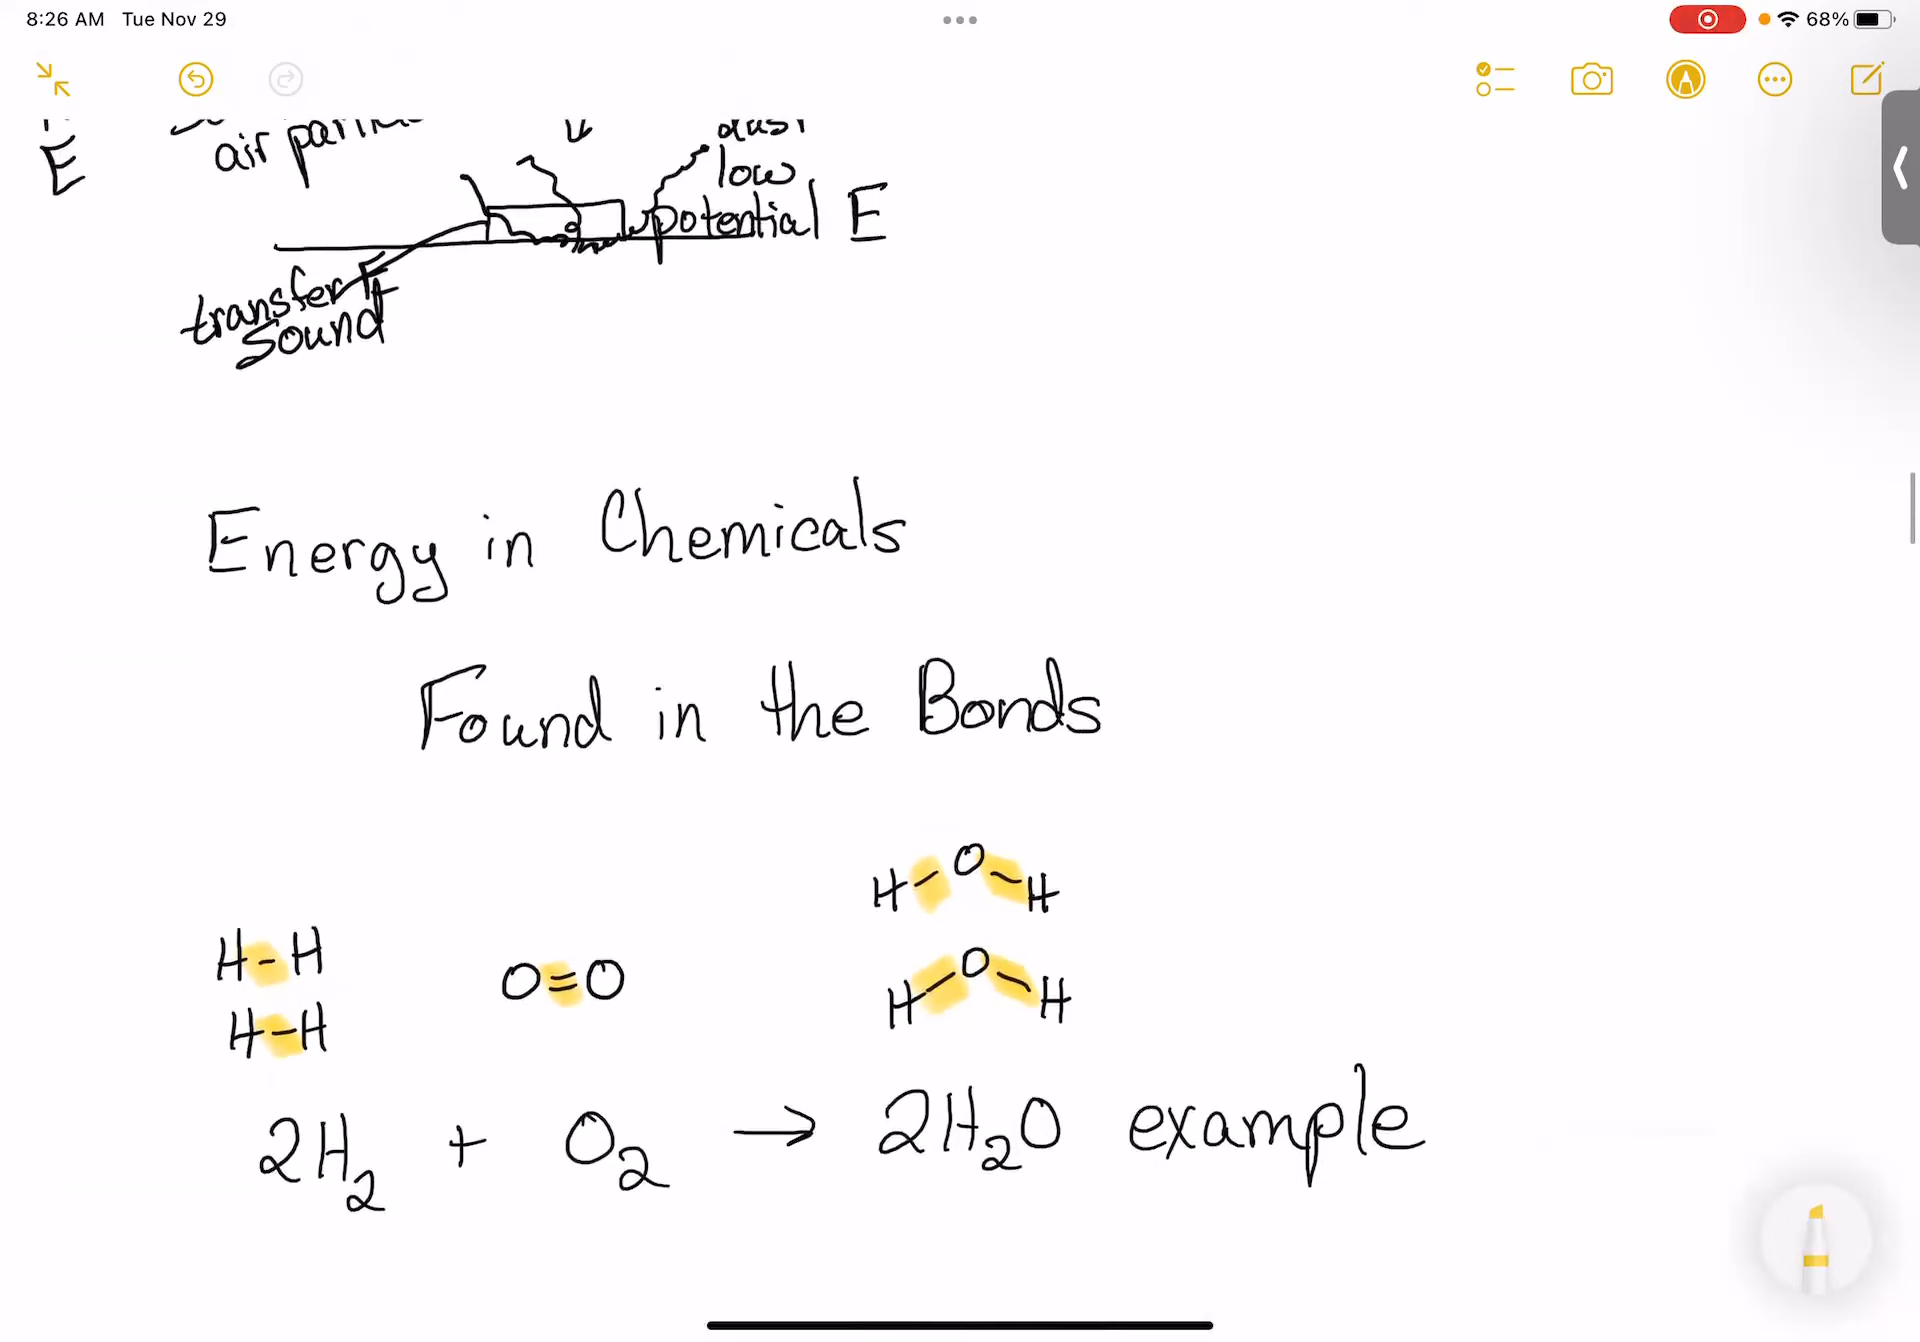 8:26 AM Tue Nov 29
68%
E
air
low
potential E
transfer E
sound
Energy in Chemicals
Found in the Bonds
H-O-H
H-H O=O H-O-H
H-H
2H₂ + O₂ → 2H₂O example